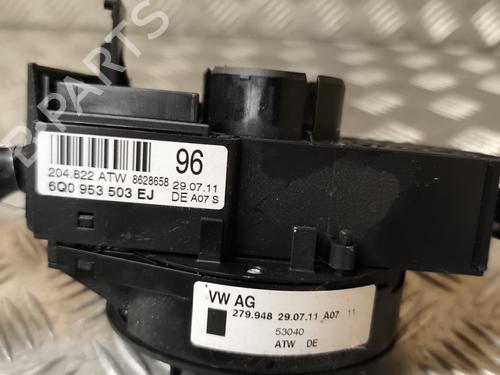 B-PARTS
96
204.822 ATW 8628658 29.07.11
6Q0 953 503 EJ DE A07 S
VW AG
279.948 29.07.11 A07 11
53040
ATW DE